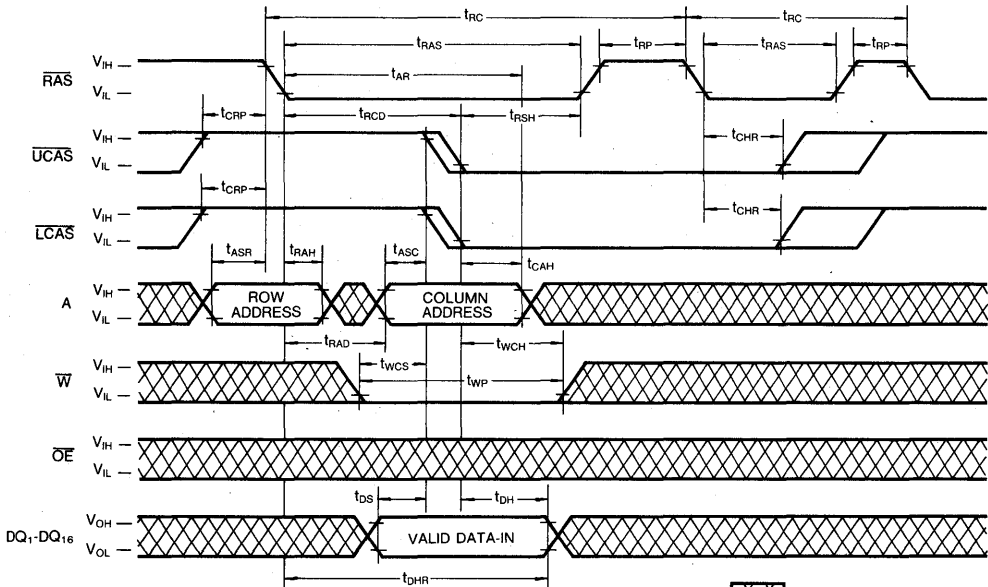 tRC tRC
tRAS tRP tRAS tRP
tAR
RAS VIH
VIL
tCRP tRCD tRSH
UCAS VIH
VIL
tCHR
tCRP
LCAS VIH
VIL
tCHR
tASR tRAH tASC tCAH
A VIH
VIL
ROW ADDRESS COLUMN ADDRESS
tRAD tWCS tWCH
W VIH
VIL
tWP
OE VIH
VIL
tDS tDH
DQ1-DQ16 VOH
VOL
VALID DATA-IN
tDHR